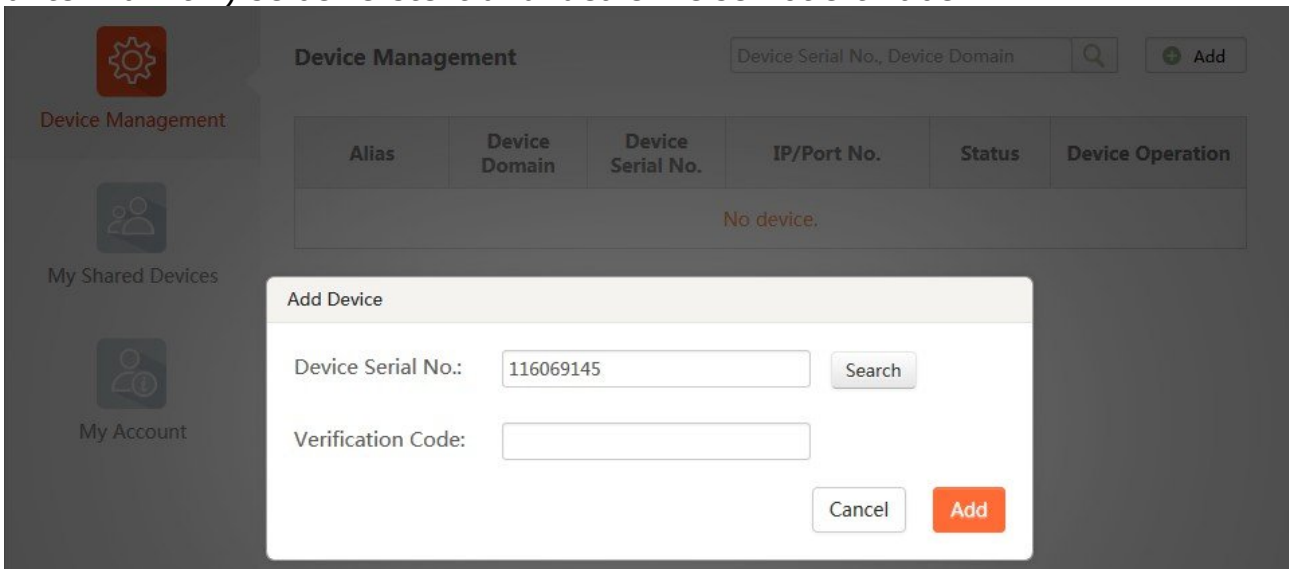 Device Management
Device Serial No., Device Domain
Add
Device Management
Alias
Device Domain
Device Serial No.
IP/Port No.
Status
Device Operation
No device.
My Shared Devices
Add Device
Device Serial No.: 116069145 Search
My Account
Verification Code:
Cancel Add